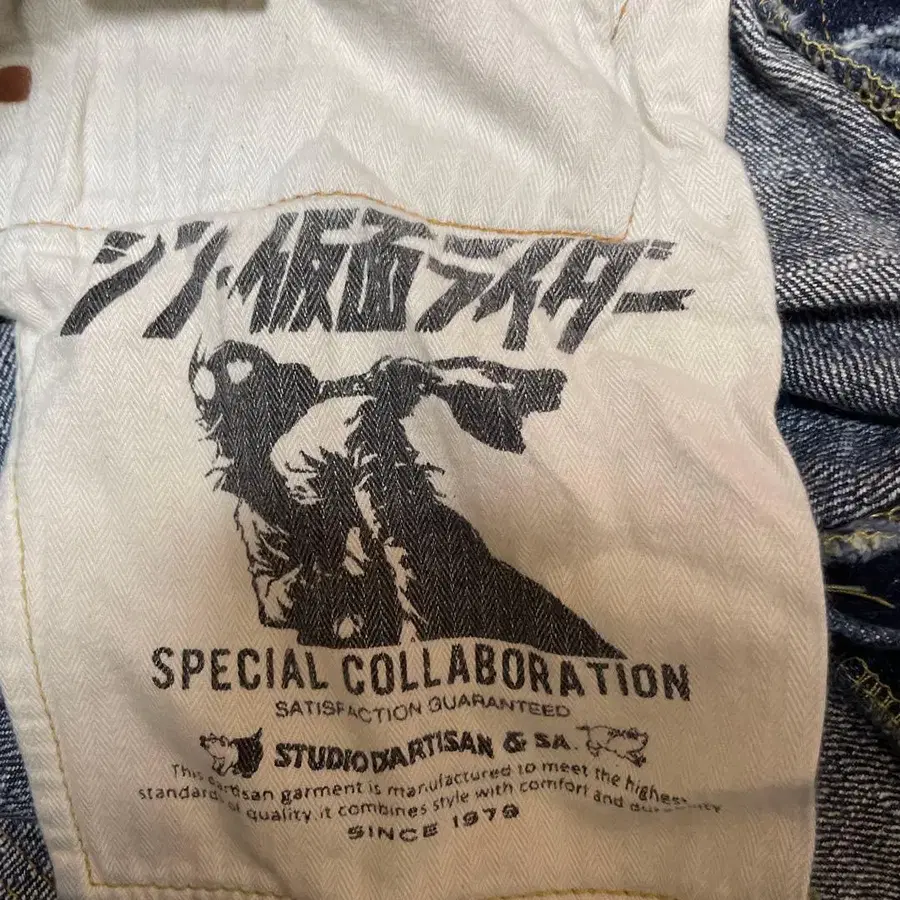 シン・仮面ライダー
SPECIAL COLLABORATION
SATISFACTION GUARANTEED
STUDIO D'ARTISAN & SA.
This artisan garment is manufactured to meet the highest
standard of quality.it combines style with comfort and durability
SINCE 1979